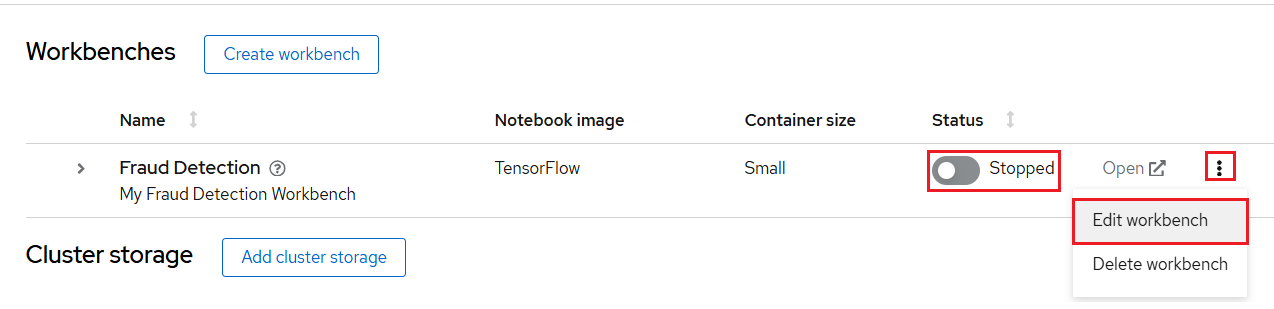 Workbenches Create workbench
Name Notebook image Container size Status
Fraud Detection TensorFlow Small Stopped Open
My Fraud Detection Workbench
Edit workbench
Cluster storage Add cluster storage
Delete workbench